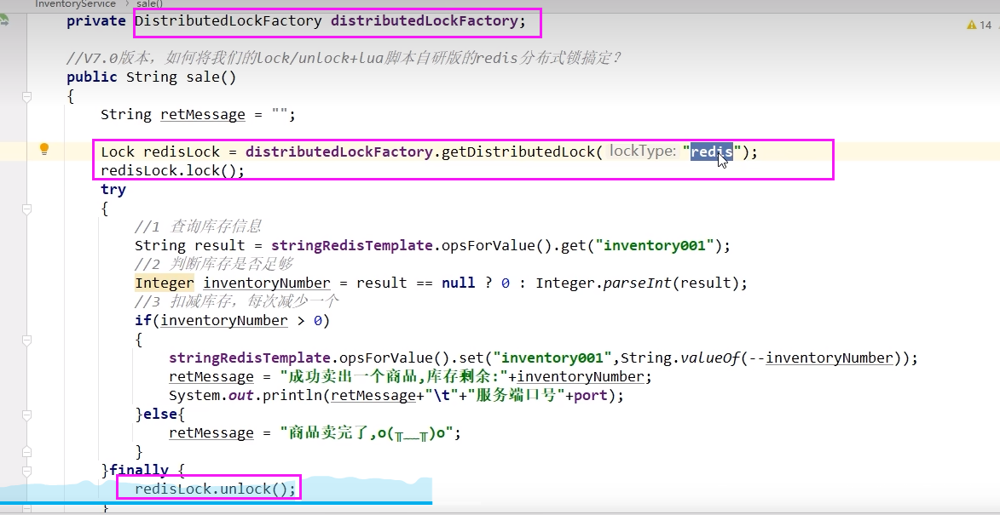 InventoryService › sale()
private DistributedLockFactory distributedLockFactory;
14
//V7.0版本，如何将我们的lock/unlock+lua脚本自研版的redis分布式锁搞定？
public String sale()
{
String retMessage = "";
Lock redisLock = distributedLockFactory.getDistributedLock( lockType: "redis");
redisLock.lock();
try
{
//1 查询库存信息
String result = stringRedisTemplate.opsForValue().get("inventory001");
//2 判断库存是否足够
Integer inventoryNumber = result == null ? 0 : Integer.parseInt(result);
//3 扣减库存，每次减少一个
if(inventoryNumber > 0)
{
stringRedisTemplate.opsForValue().set("inventory001",String.valueOf(--inventoryNumber));
retMessage = "成功卖出一个商品,库存剩余:"+inventoryNumber;
System.out.println(retMessage+"\t"+"服务端口号"+port);
}else{
retMessage = "商品卖完了,o(╥﹏╥)o";
}
}finally {
redisLock.unlock();
}